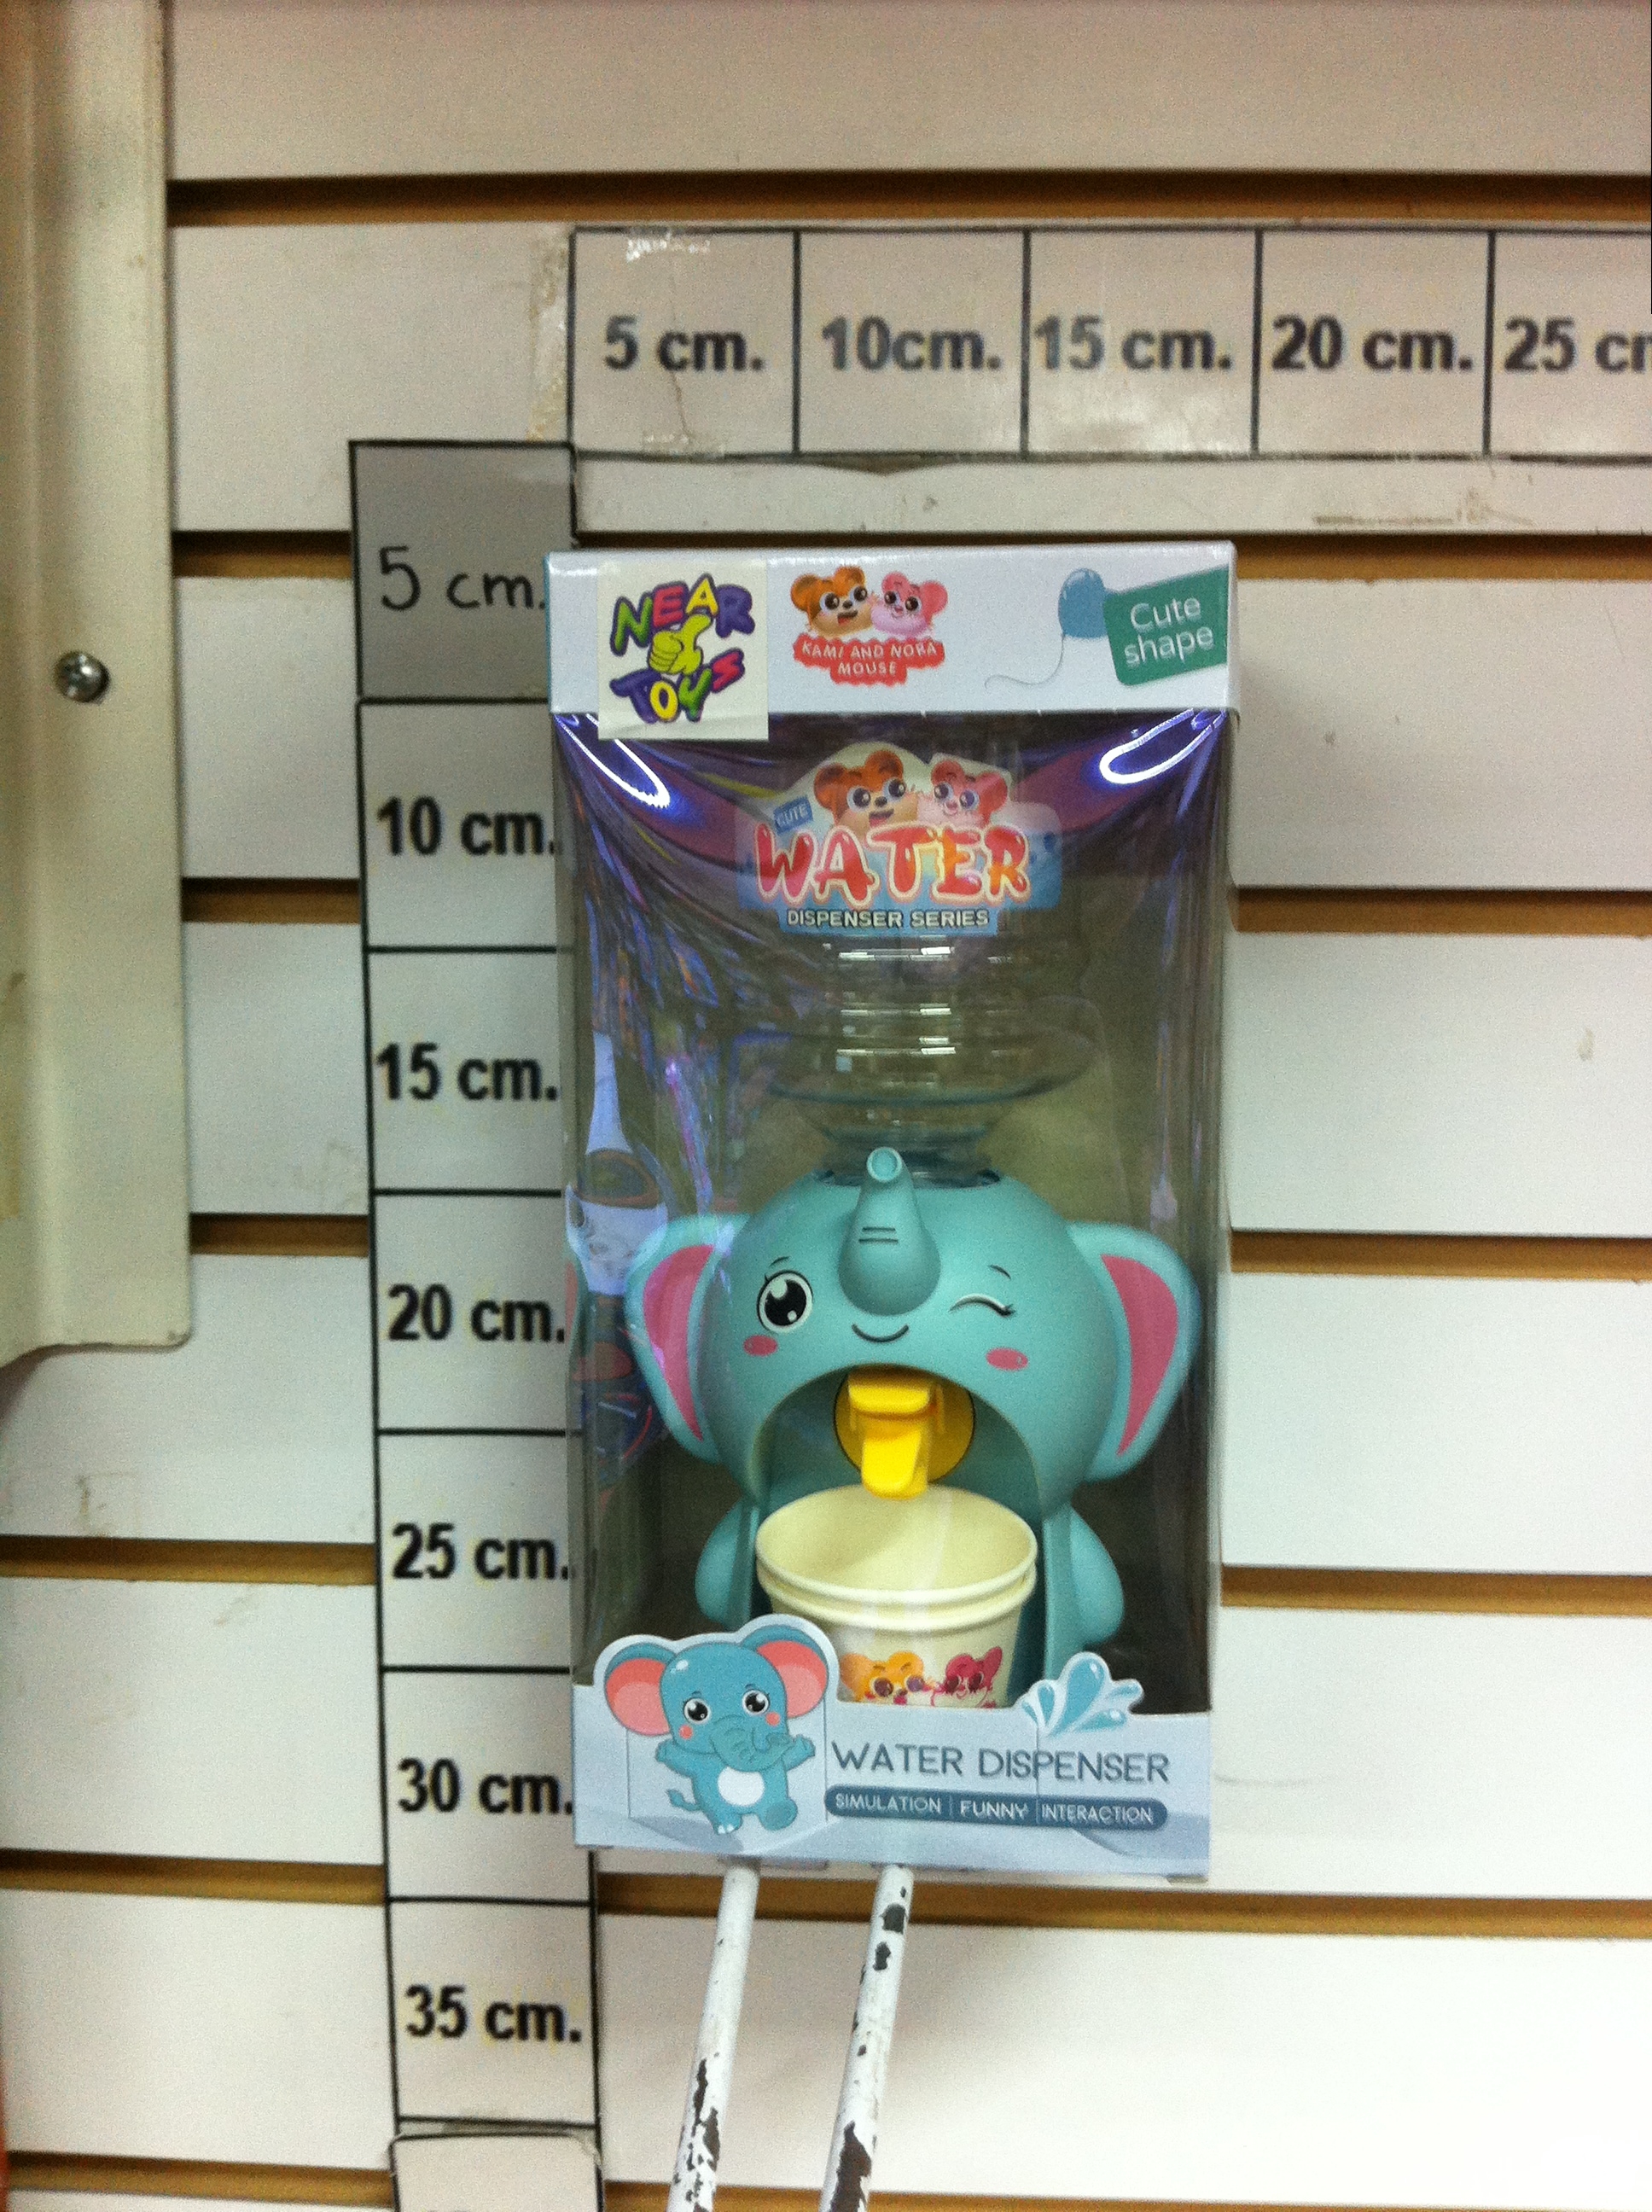 5 cm.
10cm.
15 cm.
20 cm.
25 c
5 cm.
10 cm.
15 cm.
20 cm.
25 cm.
30 cm.
35 cm.
NEAR
TOYS
KAMI AND NORA
MOUSE
Cute
shape
CUTE
WATER
DISPENSER SERIES
WATER DISPENSER
SIMULATION | FUNNY | INTERACTION